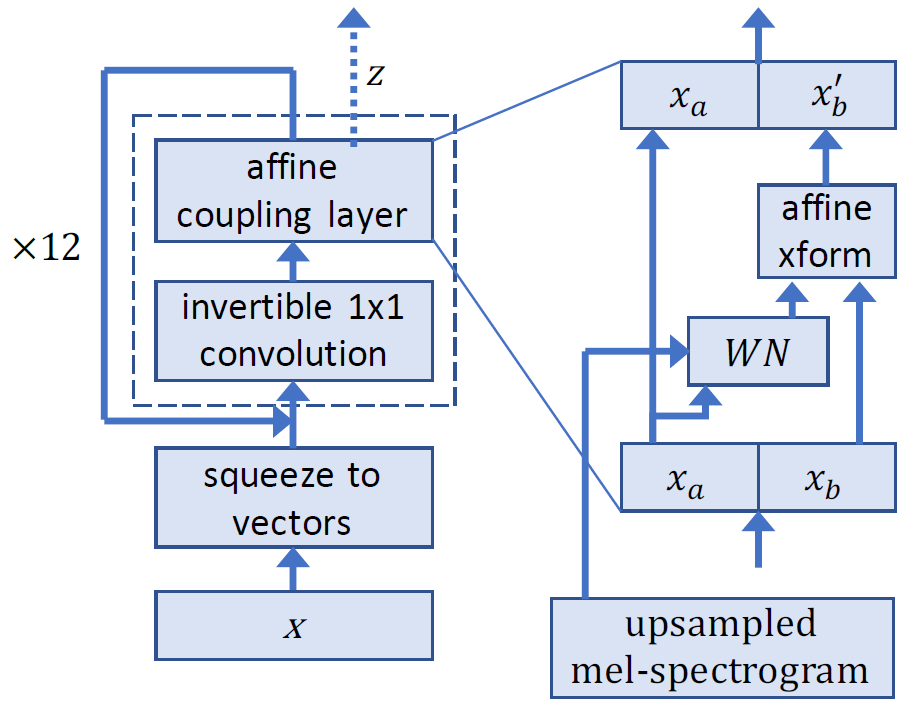 z
affine
coupling layer
×12
invertible 1x1
convolution
squeeze to
vectors
x
x_a
x'_b
affine
xform
WN
x_a
x_b
upsampled
mel-spectrogram